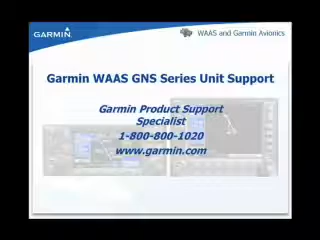 GARMIN.
WAAS and Garmin Avionics
Garmin WAAS GNS Series Unit Support
Garmin Product Support
Specialist
1-800-800-1020
www.garmin.com